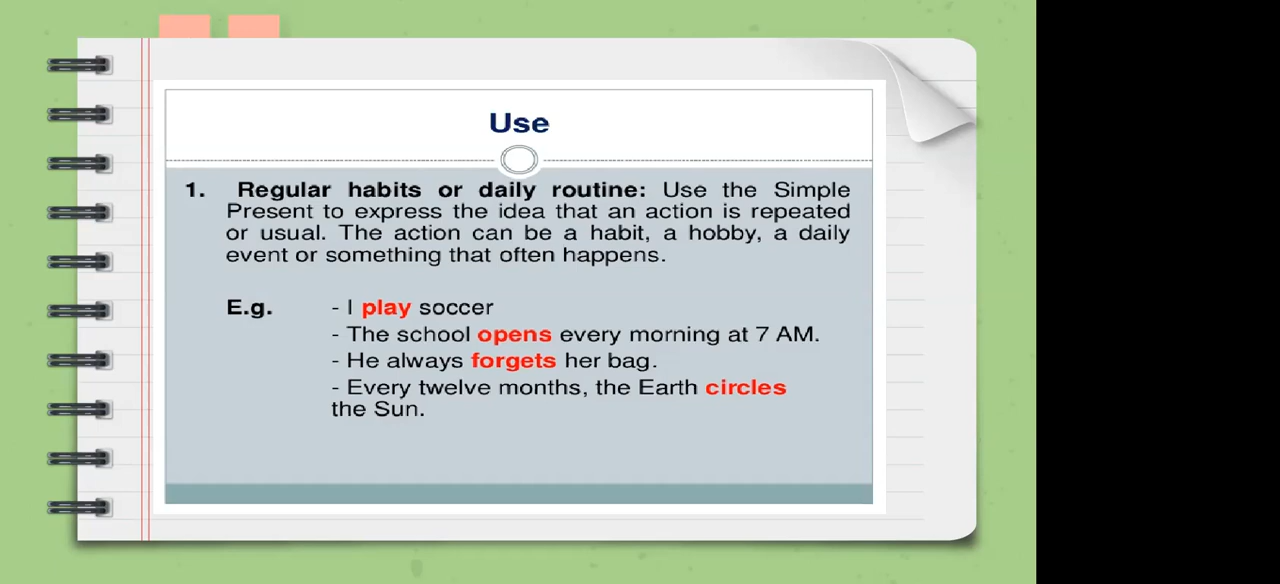 Use
1. Regular habits or daily routine: Use the Simple
Present to express the idea that an action is repeated
or usual. The action can be a habit, a hobby, a daily
event or something that often happens.
E.g. - I play soccer
- The school opens every morning at 7 AM.
- He always forgets her bag.
- Every twelve months, the Earth circles
the Sun.